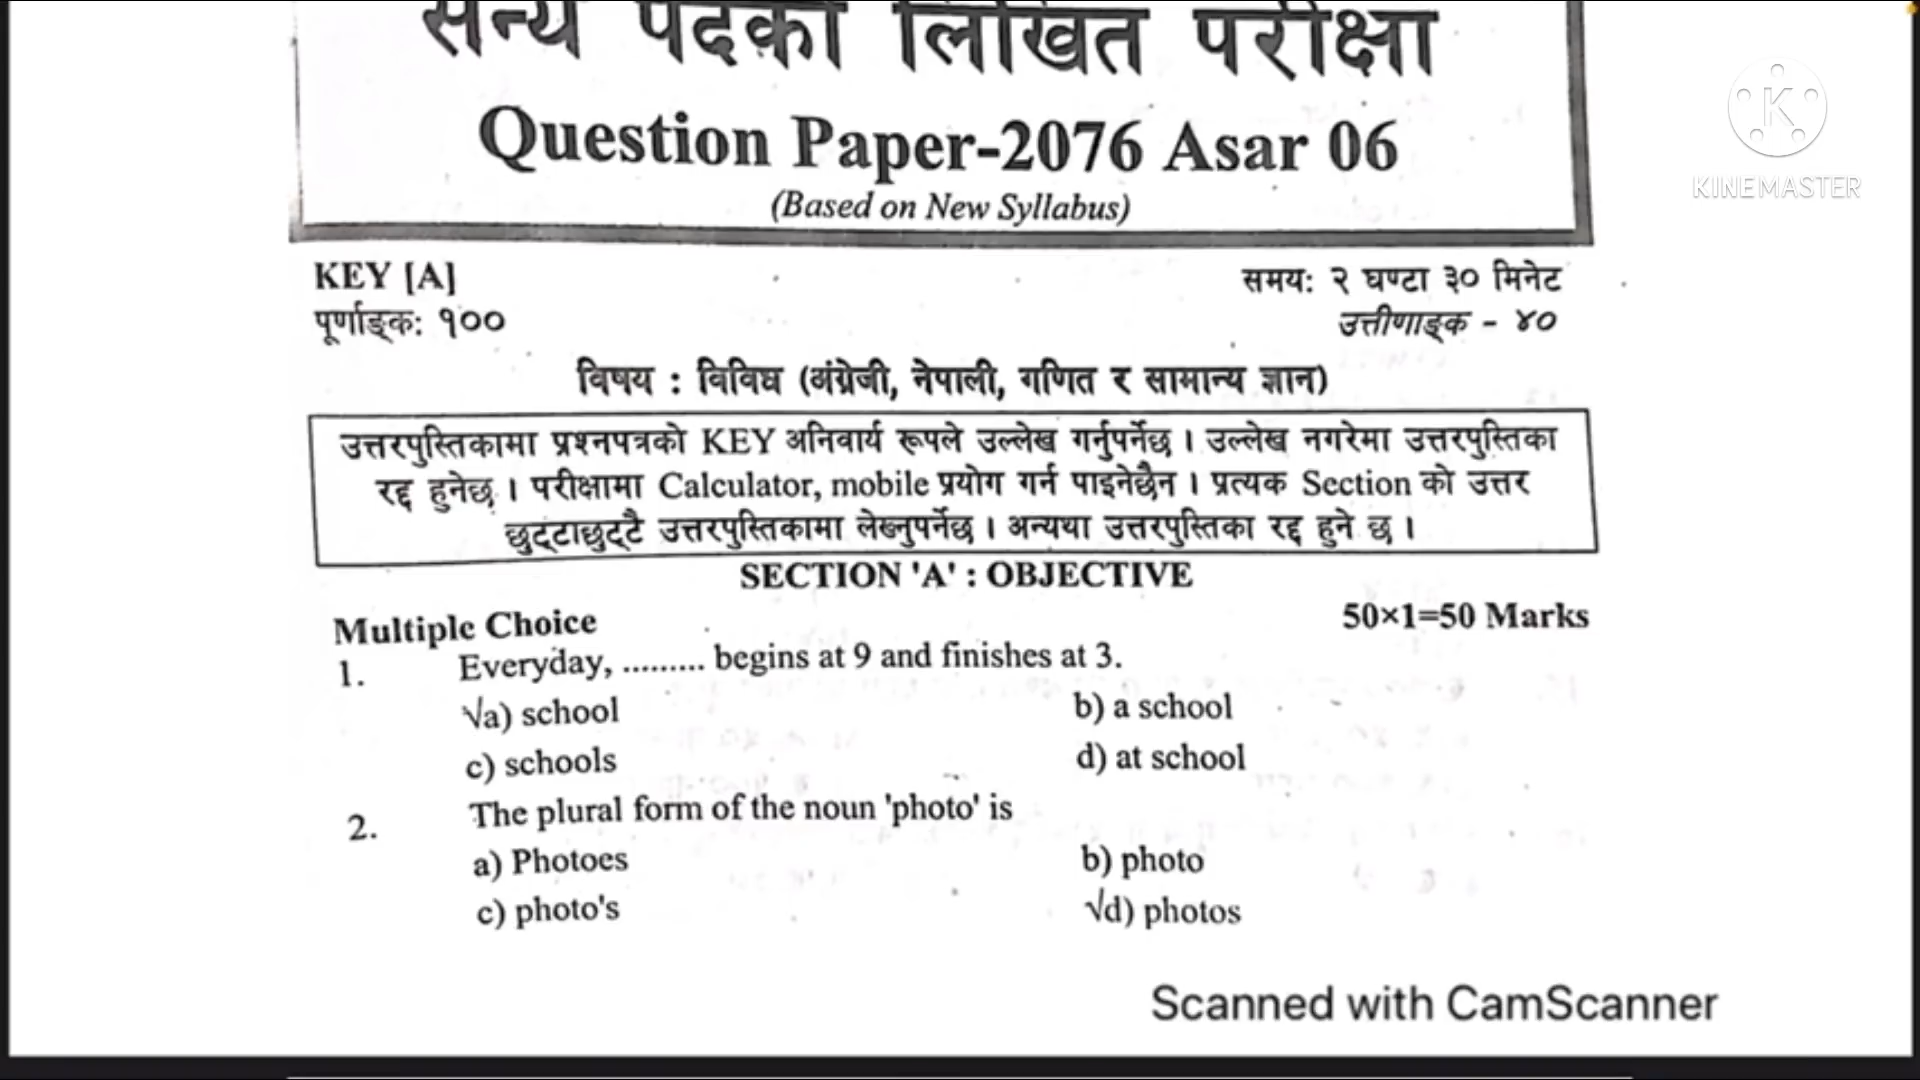 सैन्य पदको लिखित परीक्षा
Question Paper-2076 Asar 06
(Based on New Syllabus)
KINEMASTER
KEY [A]
समय: २ घण्टा ३० मिनेट
पूर्णाङ्क: १००
उत्तीणाङ्क - ४०
विषय : विविध (अंग्रेजी, नेपाली, गणित र सामान्य ज्ञान)
उत्तरपुस्तिकामा प्रश्नपत्रको KEY अनिवार्य रूपले उल्लेख गर्नुपर्नेछ । उल्लेख नगरेमा उत्तरपुस्तिका
रद्द हुनेछ । परीक्षामा Calculator, mobile प्रयोग गर्न पाइनेछैन । प्रत्यक Section को उत्तर
छुट्टाछुट्टै उत्तरपुस्तिकामा लेख्नुपर्नेछ । अन्यथा उत्तरपुस्तिका रद्द हुने छ ।
SECTION 'A' : OBJECTIVE
Multiple Choice 50×1=50 Marks
1. Everyday, ......... begins at 9 and finishes at 3.
√a) school b) a school
c) schools d) at school
2. The plural form of the noun 'photo' is
a) Photoes b) photo
c) photo's √d) photos
Scanned with CamScanner